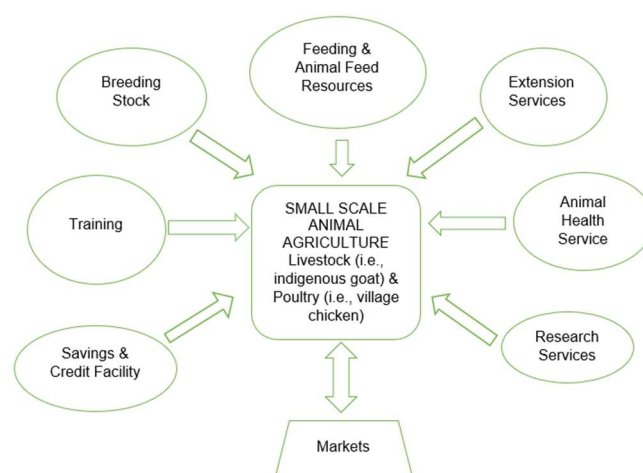 Feeding &
Animal Feed
Resources
Breeding
Stock
Extension
Services
Training
SMALL SCALE
ANIMAL
AGRICULTURE
Livestock (i.e.,
indigenous goat) &
Poultry (i.e., village
chicken)
Animal
Health
Service
Savings &
Credit Facility
Research
Services
Markets